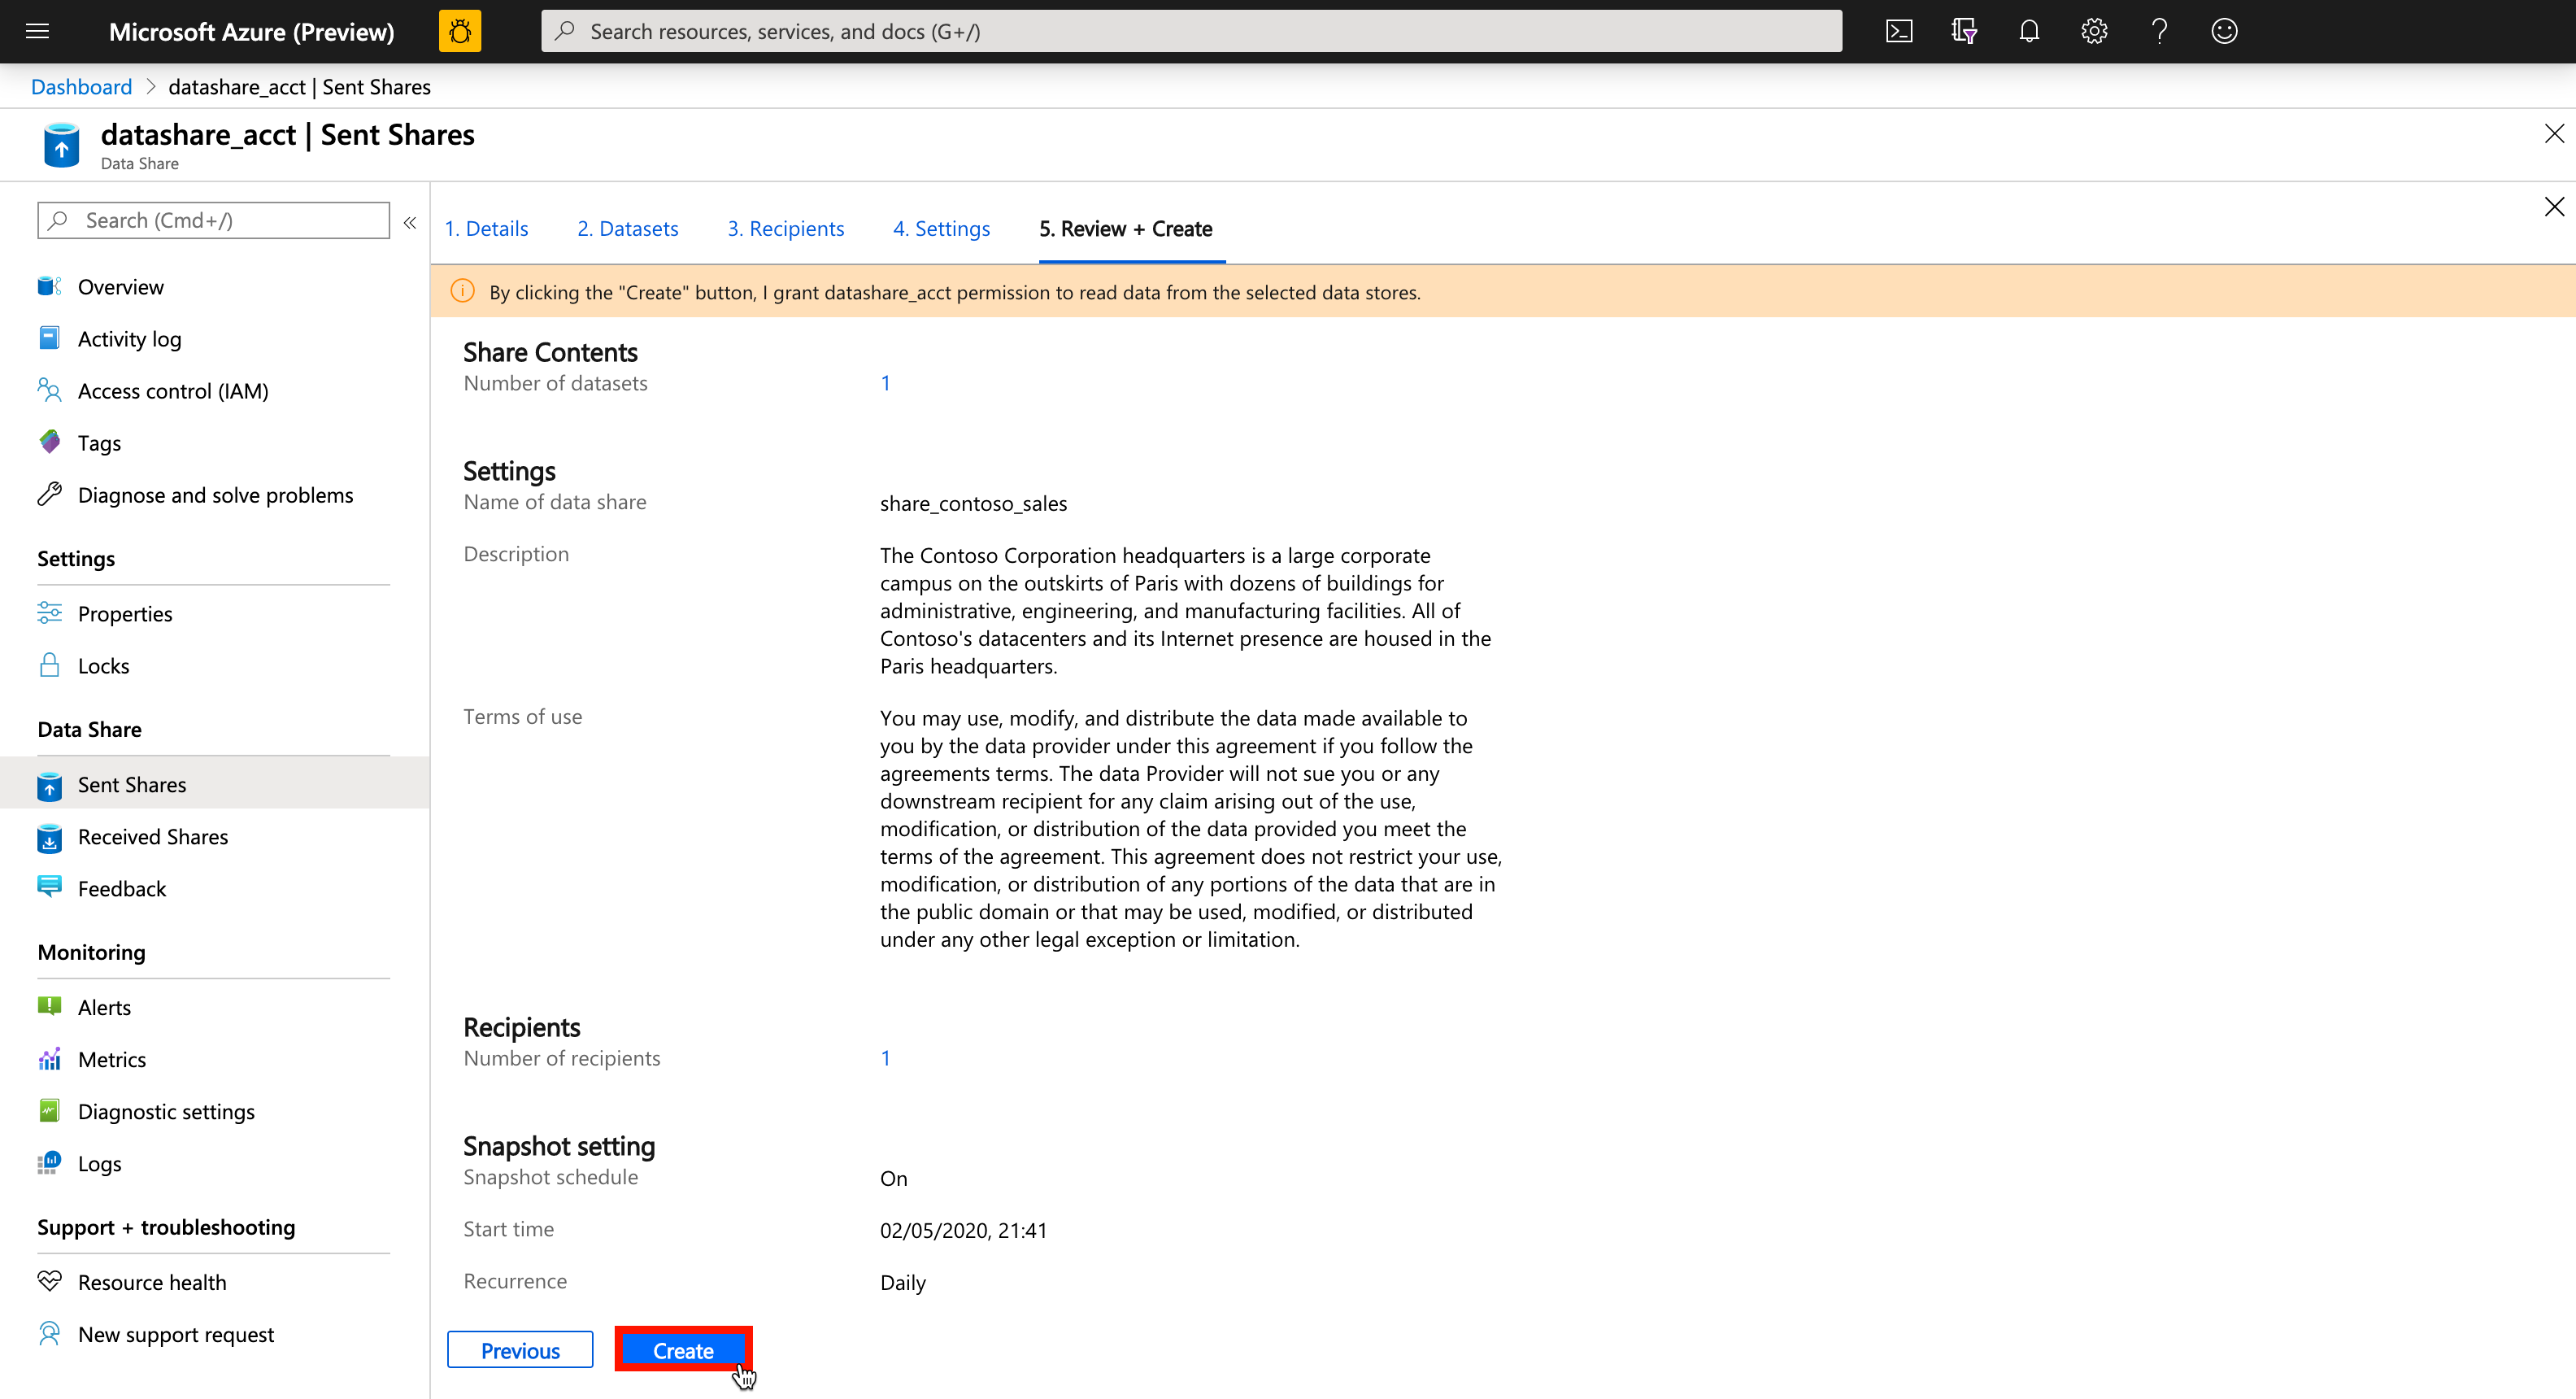 Microsoft Azure (Preview)
Search resources, services, and docs (G+/)
Dashboard > datashare_acct | Sent Shares
datashare_acct | Sent Shares
Data Share
Search (Cmd+/)
Overview
Activity log
Access control (IAM)
Tags
Diagnose and solve problems
Settings
Properties
Locks
Data Share
Sent Shares
Received Shares
Feedback
Monitoring
Alerts
Metrics
Diagnostic settings
Logs
Support + troubleshooting
Resource health
New support request
1. Details 2. Datasets 3. Recipients 4. Settings 5. Review + Create
By clicking the "Create" button, I grant datashare_acct permission to read data from the selected data stores.
Share Contents
Number of datasets 1
Settings
Name of data share share_contoso_sales
Description The Contoso Corporation headquarters is a large corporate
campus on the outskirts of Paris with dozens of buildings for
administrative, engineering, and manufacturing facilities. All of
Contoso's datacenters and its Internet presence are housed in the
Paris headquarters.
Terms of use You may use, modify, and distribute the data made available to
you by the data provider under this agreement if you follow the
agreements terms. The data Provider will not sue you or any
downstream recipient for any claim arising out of the use,
modification, or distribution of the data provided you meet the
terms of the agreement. This agreement does not restrict your use,
modification, or distribution of any portions of the data that are in
the public domain or that may be used, modified, or distributed
under any other legal exception or limitation.
Recipients
Number of recipients 1
Snapshot setting
Snapshot schedule On
Start time 02/05/2020, 21:41
Recurrence Daily
Previous Create